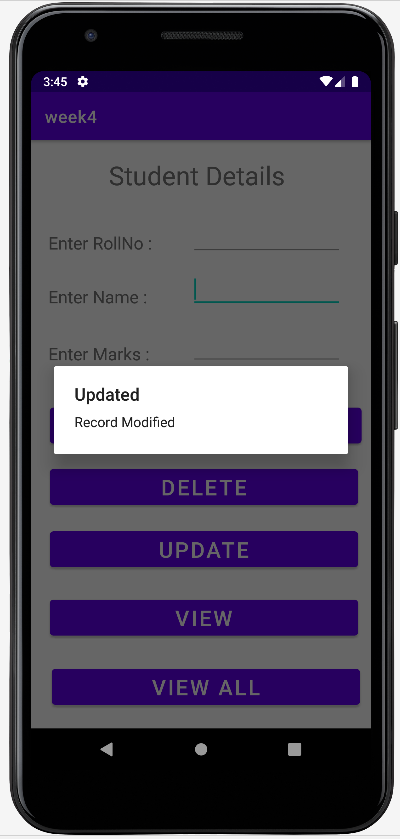 3:45
week4
Student Details
Enter RollNo :
Enter Name :
Enter Marks :
Updated
Record Modified
DELETE
UPDATE
VIEW
VIEW ALL